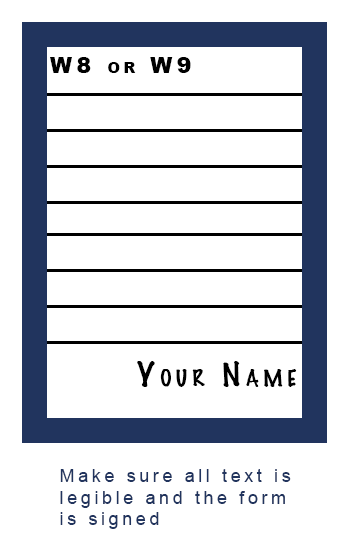 W8 OR W9
YOUR NAME
Make sure all text is
legible and the form
is signed